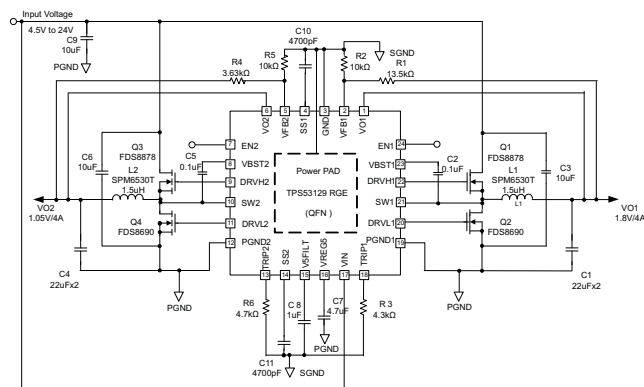 Input Voltage
4.5V to 24V
C9
10uF
PGND
C10
4700pF
SGND
R5
10kΩ
R4
3.63kΩ
R2
10kΩ
R1
13.5kΩ
6
5
4
3
2
1
VO2
VFB2
SS1
GND
VFB1
VO1
7
EN2
EN1
24
Q3
FDS8878
L2
SPM6530T
1.5uH
C6
10uF
C5
0.1uF
8
VBST2
9
DRVH2
10
SW2
11
DRVL2
12
PGND2
Power PAD
TPS53129 RGE
(QFN )
VBST1
23
DRVH1
22
SW1
21
DRVL1
20
PGND1
19
C2
0.1uF
Q1
FDS8878
L1
SPM6530T
1.5uH
L1
C3
10uF
VO2
1.05V/4A
VO1
1.8V/4A
Q4
FDS8690
Q2
FDS8690
C4
22uFx2
C1
22uFx2
PGND
PGND
TRIP2
SS2
V5FILT
VREG5
VIN
TRIP1
13
14
15
16
17
18
R6
4.7kΩ
C 8
1uF
C7
4.7uF
R 3
4.3kΩ
PGND
C11
4700pF
SGND